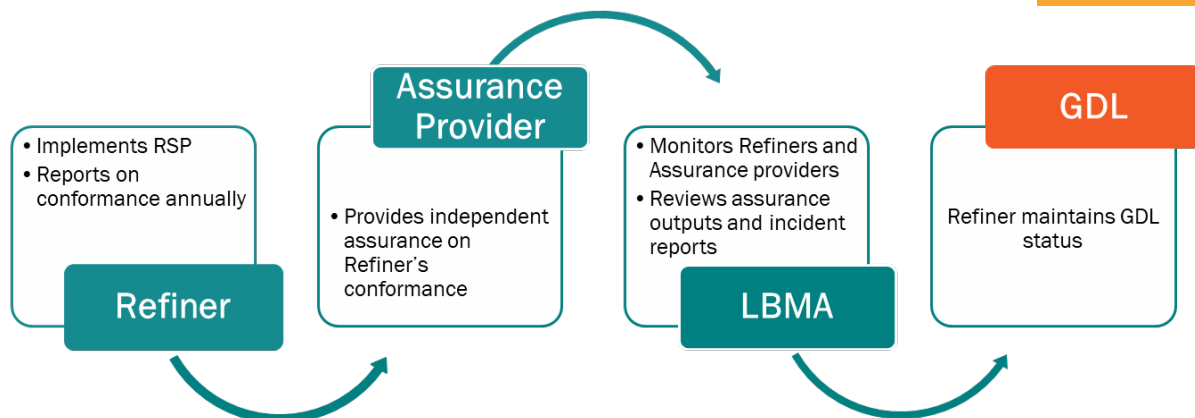 • Implements RSP
• Reports on
conformance annually
Refiner
Assurance
Provider
• Provides independent
assurance on
Refiner’s
conformance
• Monitors Refiners and
Assurance providers
• Reviews assurance
outputs and incident
reports
LBMA
GDL
Refiner maintains GDL
status